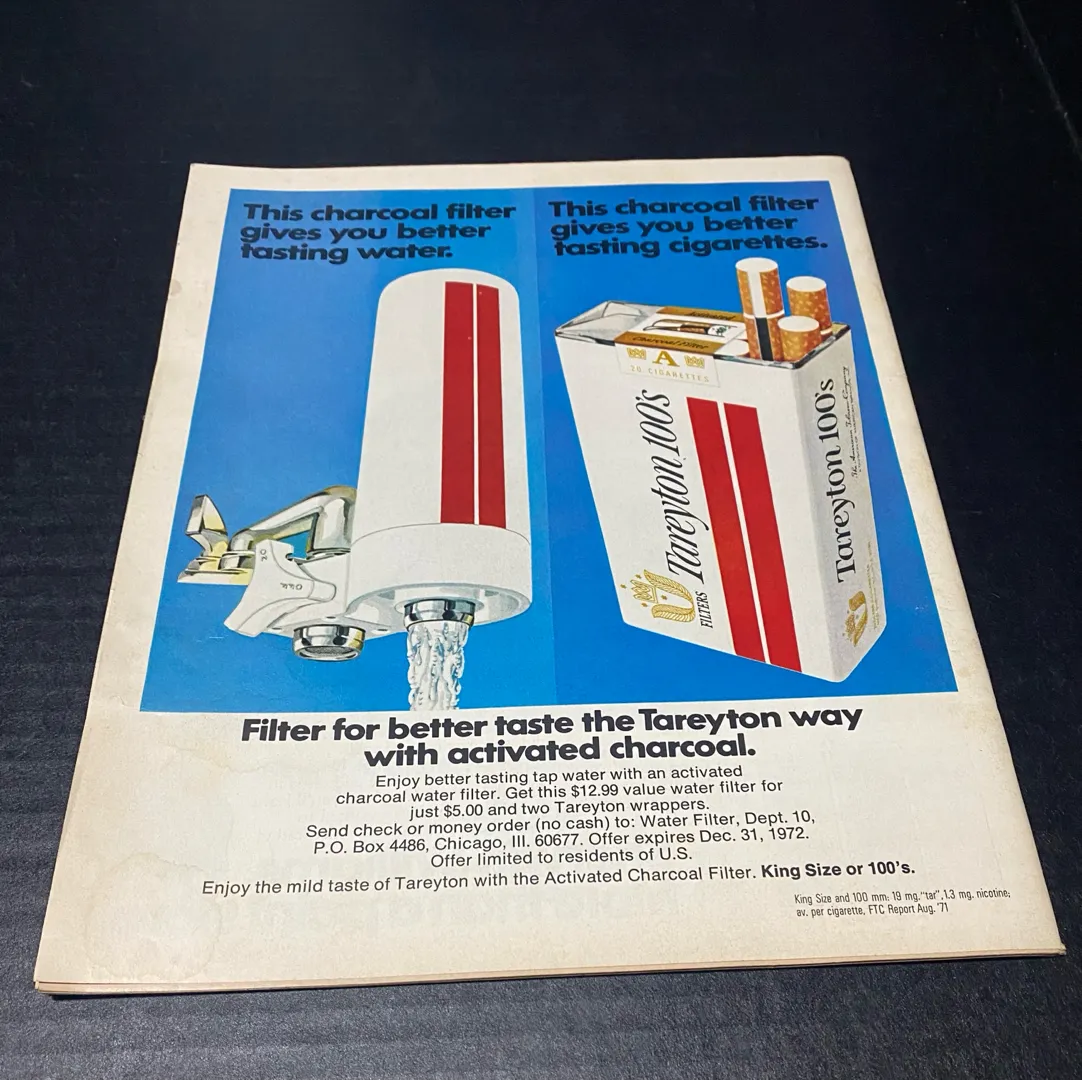 This charcoal filter
gives you better
tasting water.
This charcoal filter
gives you better
tasting cigarettes.
Charcoal Filter
A
20 CIGARETTES
Tareyton 100's
FILTERS
Tareyton 100's
The American Tobacco Company
Filter for better taste the Tareyton way
with activated charcoal.
Enjoy better tasting tap water with an activated
charcoal water filter. Get this $12.99 value water filter for
just $5.00 and two Tareyton wrappers.
Send check or money order (no cash) to: Water Filter, Dept. 10,
P.O. Box 4486, Chicago, Ill. 60677. Offer expires Dec. 31, 1972.
Offer limited to residents of U.S.
Enjoy the mild taste of Tareyton with the Activated Charcoal Filter. King Size or 100's.
King Size and 100 mm: 19 mg."tar", 1.3 mg. nicotine;
av. per cigarette, FTC Report Aug.'71